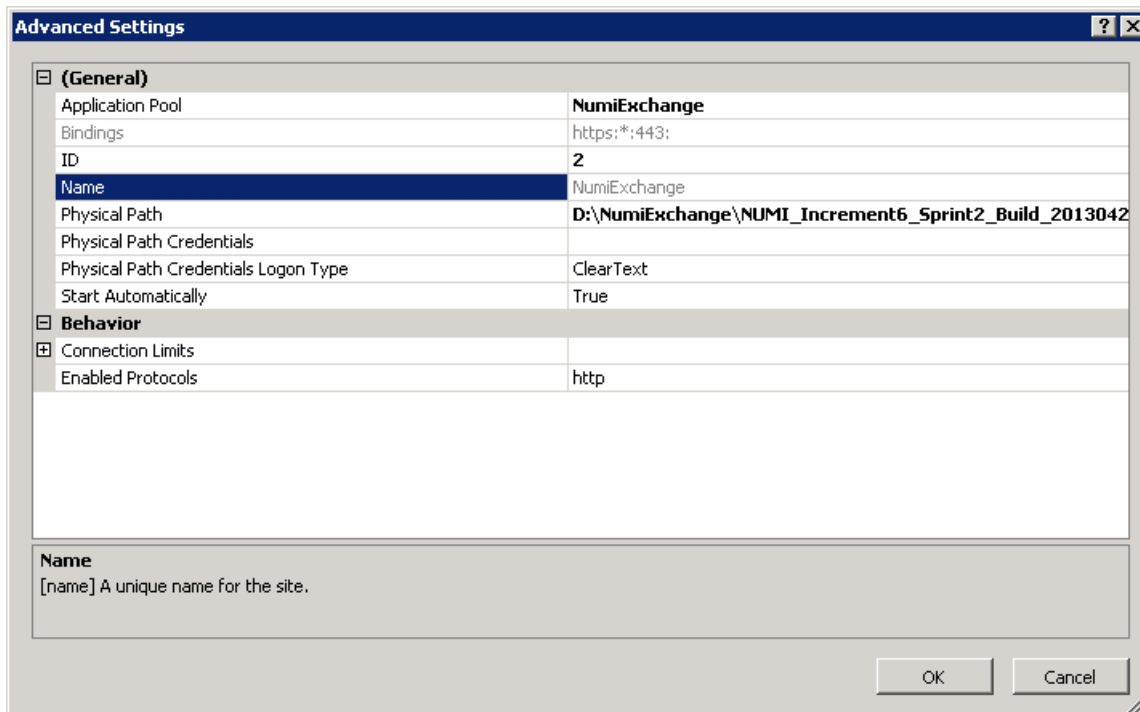 Advanced Settings
(General)
Application Pool NumiExchange
Bindings https:*:443:
ID 2
Name NumiExchange
Physical Path D:\NumiExchange\NUMI_Increment6_Sprint2_Build_2013042
Physical Path Credentials
Physical Path Credentials Logon Type ClearText
Start Automatically True
Behavior
Connection Limits
Enabled Protocols http
Name
[name] A unique name for the site.
OK Cancel